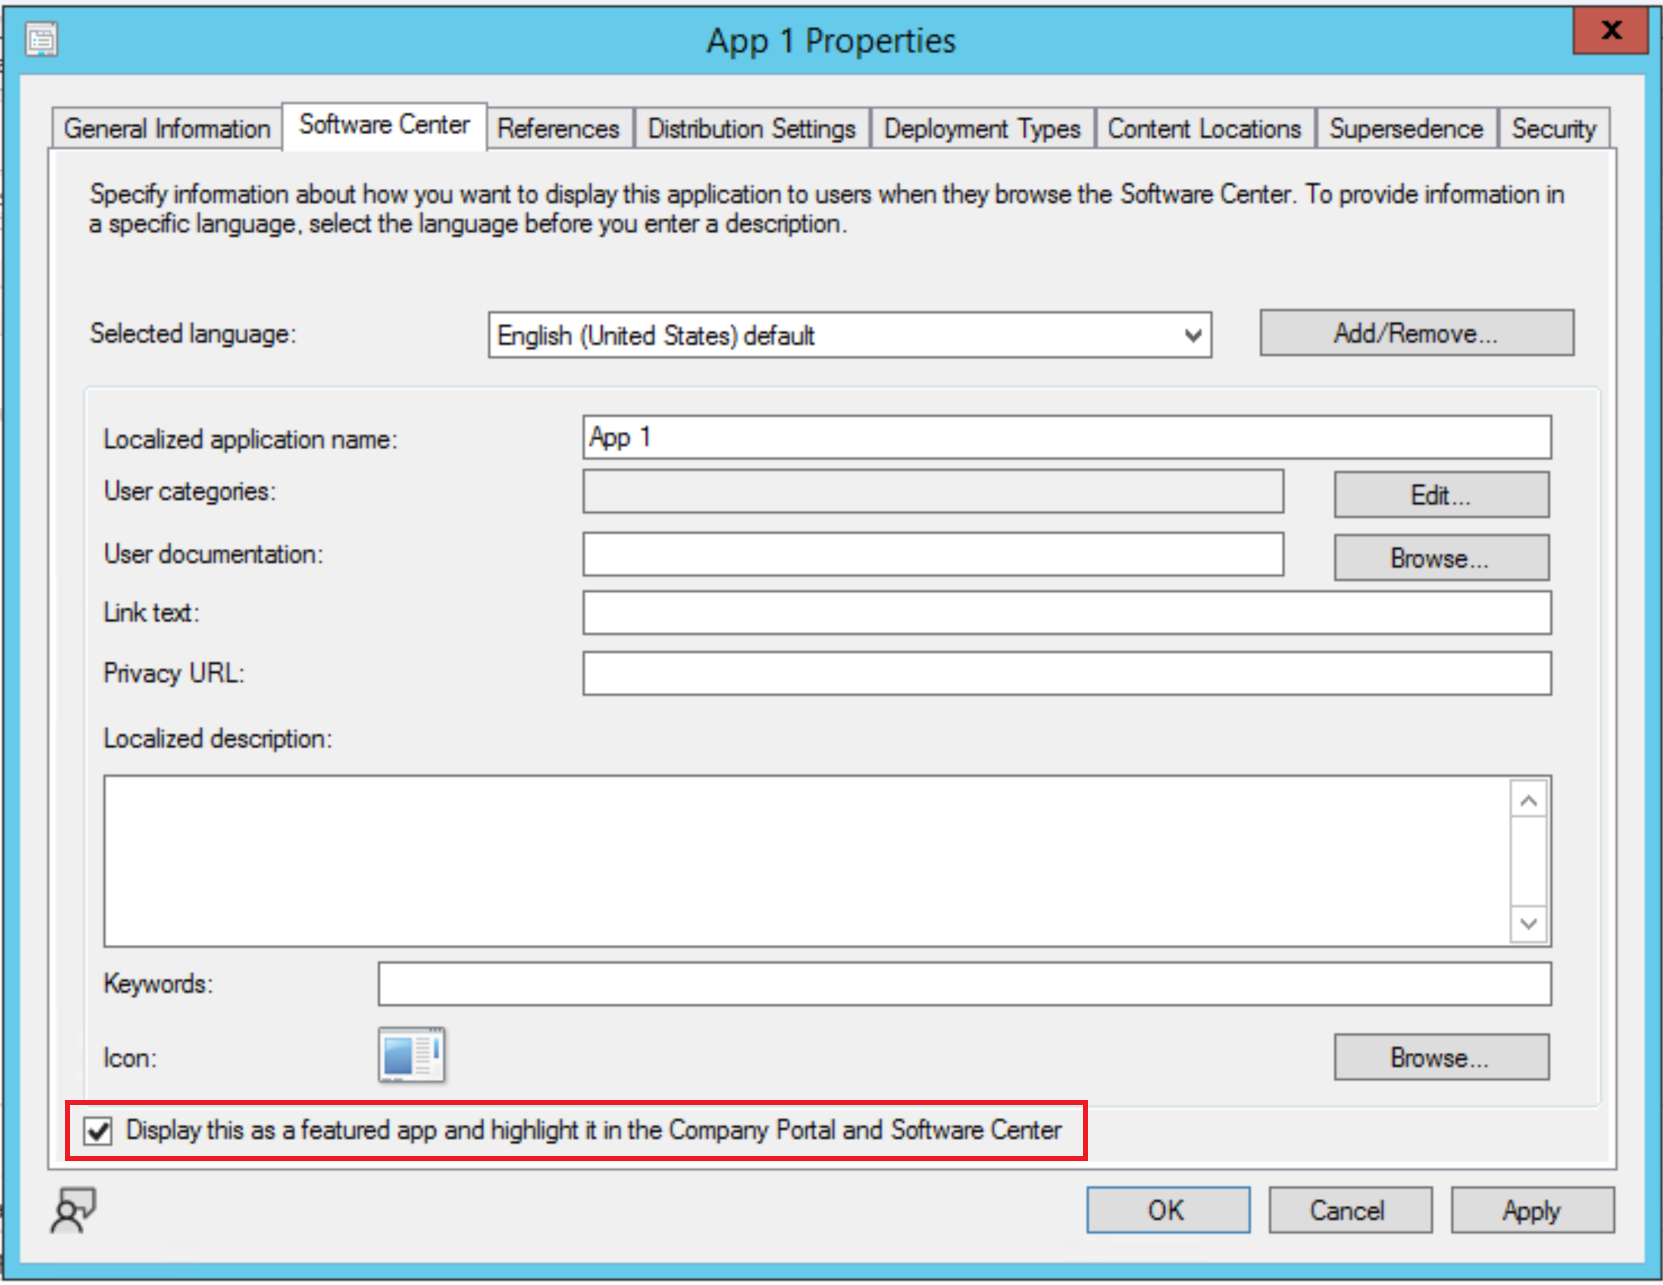 App 1 Properties
X
General Information Software Center References Distribution Settings Deployment Types Content Locations Supersedence Security
Specify information about how you want to display this application to users when they browse the Software Center. To provide information in
a specific language, select the language before you enter a description.
Selected language: English (United States) default Add/Remove...
Localized application name: App 1
User categories: Edit...
User documentation: Browse...
Link text:
Privacy URL:
Localized description:
Keywords:
Icon: Browse...
Display this as a featured app and highlight it in the Company Portal and Software Center
OK Cancel Apply